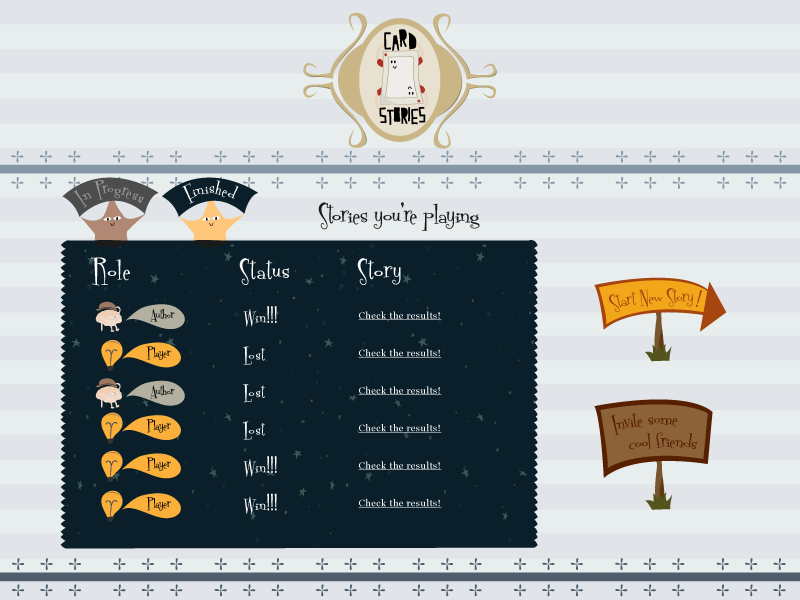 CARD
STORIES
In Progress
Finished
Stories you're playing
Role Status Story
Author Win!!! Check the results!
Player Lost Check the results!
Author Lost Check the results!
Player Lost Check the results!
Player Win!!! Check the results!
Player Win!!! Check the results!
Start New Story!
Invite some
cool friends